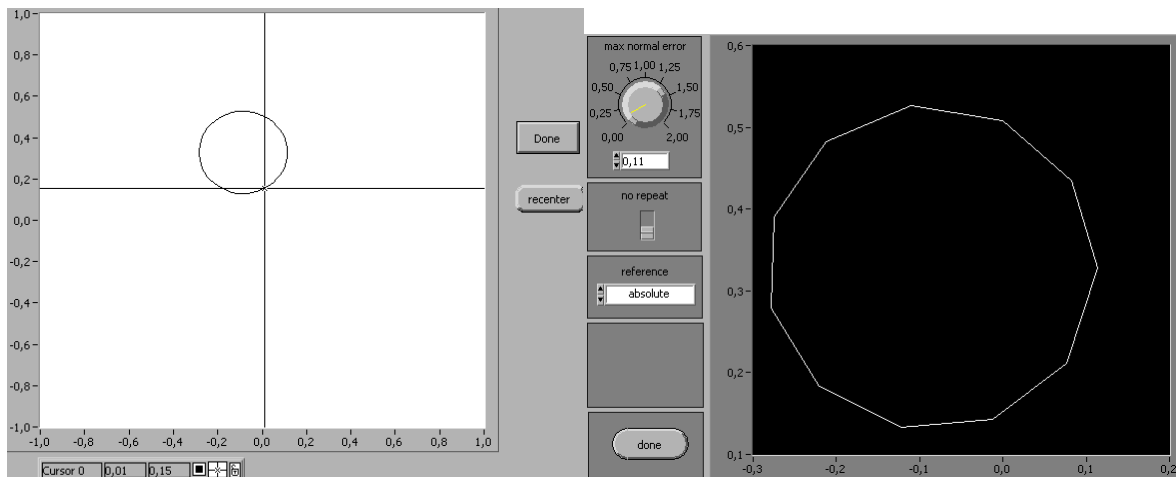 1,0
0,8
0,6
0,4
0,2
0,0
-0,2
-0,4
-0,6
-0,8
-1,0
-1,0 -0,8 -0,6 -0,4 -0,2 0,0 0,2 0,4 0,6 0,8 1,0
Cursor 0 0,01 0,15
Done
recenter
max normal error
0,75 1,00 1,25
0,50 1,50
0,25 1,75
0,00 2,00
0,11
no repeat
reference
absolute
done
0,6
0,5
0,4
0,3
0,2
0,1
-0,3 -0,2 -0,1 0,0 0,1 0,2